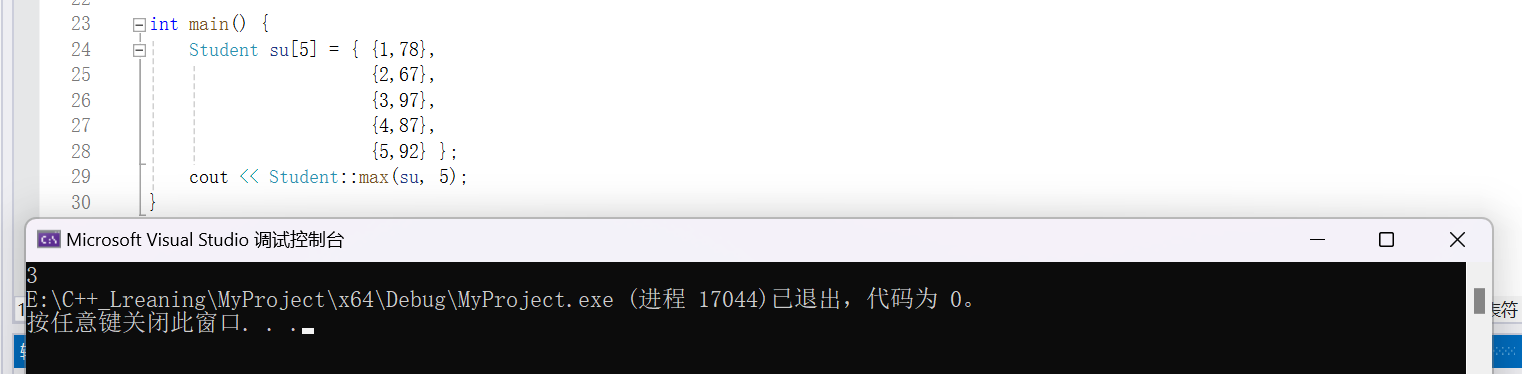 22
23 int main() {
24 Student su[5] = { {1,78},
25 {2,67},
26 {3,97},
27 {4,87},
28 {5,92} };
29 cout << Student::max(su, 5);
30 }
Microsoft Visual Studio 调试控制台
3
E:\C++_Lreaning\MyProject\x64\Debug\MyProject.exe (进程 17044)已退出，代码为 0。
按任意键关闭此窗口. . .
表符